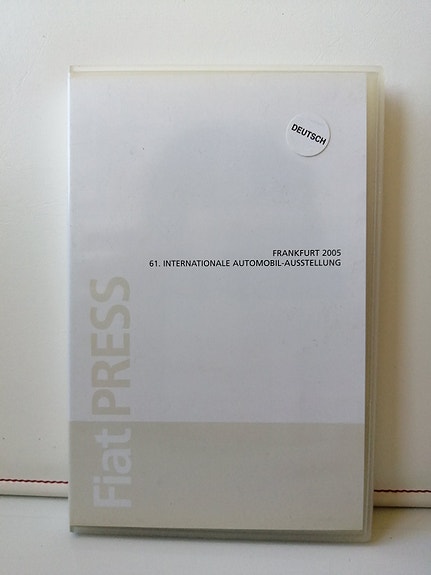 DEUTSCH
FRANKFURT 2005
61. INTERNATIONALE AUTOMOBIL-AUSSTELLUNG
Fiat PRESS